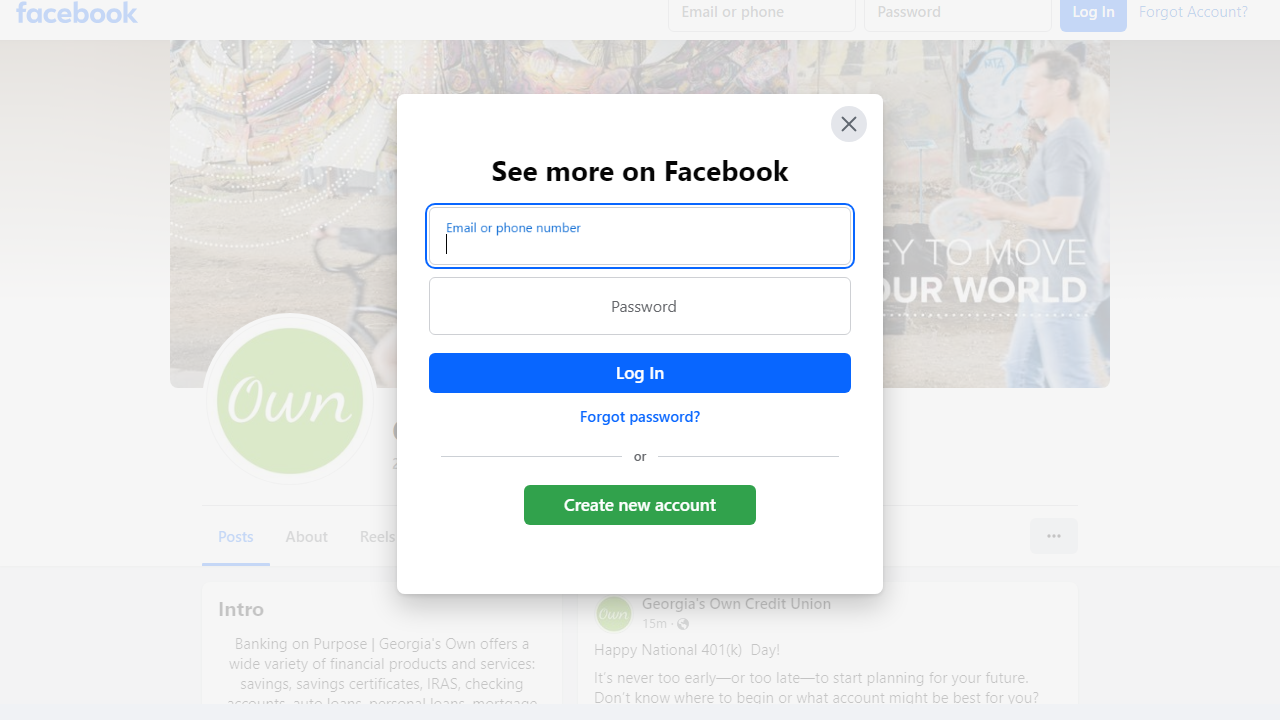 facebook
Email or phone
Password
Log In
Forgot Account?
See more on Facebook
Email or phone number
Password
Log In
Forgot password?
or
Create new account
EY TO MOVE
OUR WORLD
Own
Posts
About
Reels
Intro
Banking on Purpose | Georgia's Own offers a
wide variety of financial products and services:
savings, savings certificates, IRAS, checking
accounts, auto loans, personal loans, mortgage
Own
Georgia's Own Credit Union
15m ·
Happy National 401(k) Day!
It's never too early—or too late—to start planning for your future.
Don't know where to begin or what account might be best for you?